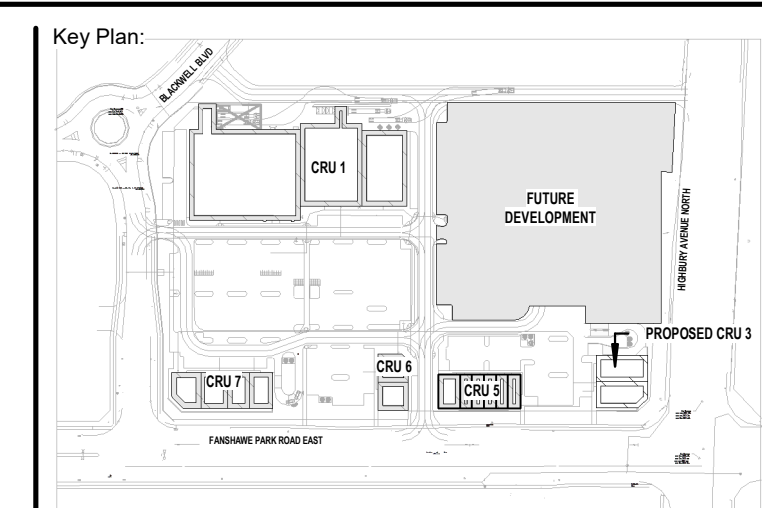 Key Plan:
BLACKWELL BLVD
CRU 1
FUTURE
DEVELOPMENT
HIGHBURY AVENUE NORTH
PROPOSED CRU 3
CRU 6
CRU 7
CRU 5
FANSHAWE PARK ROAD EAST